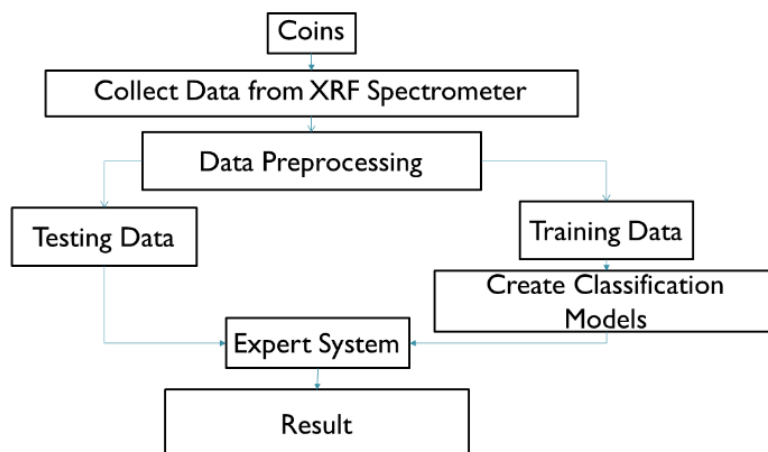 Coins
Collect Data from XRF Spectrometer
Data Preprocessing
Testing Data
Training Data
Create Classification
Models
Expert System
Result